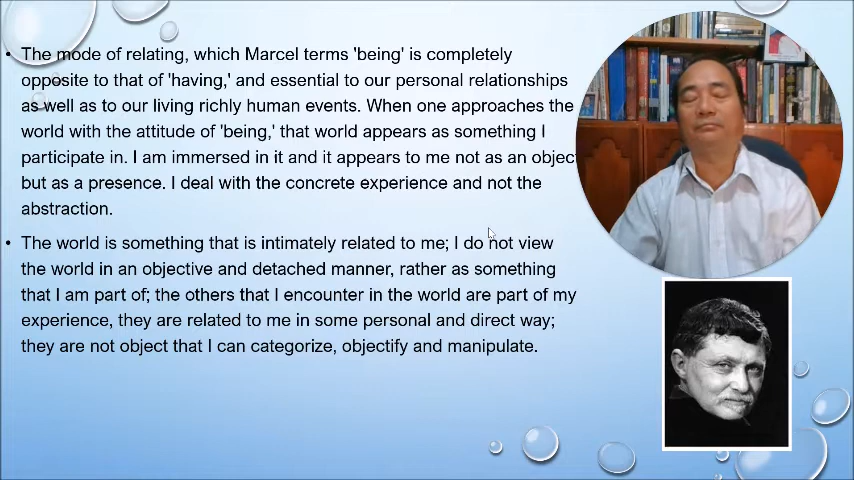 • The mode of relating, which Marcel terms 'being' is completely
opposite to that of 'having,' and essential to our personal relationships
as well as to our living richly human events. When one approaches the
world with the attitude of 'being,' that world appears as something I
participate in. I am immersed in it and it appears to me not as an object
but as a presence. I deal with the concrete experience and not the
abstraction.
• The world is something that is intimately related to me; I do not view
the world in an objective and detached manner, rather as something
that I am part of; the others that I encounter in the world are part of my
experience, they are related to me in some personal and direct way;
they are not object that I can categorize, objectify and manipulate.